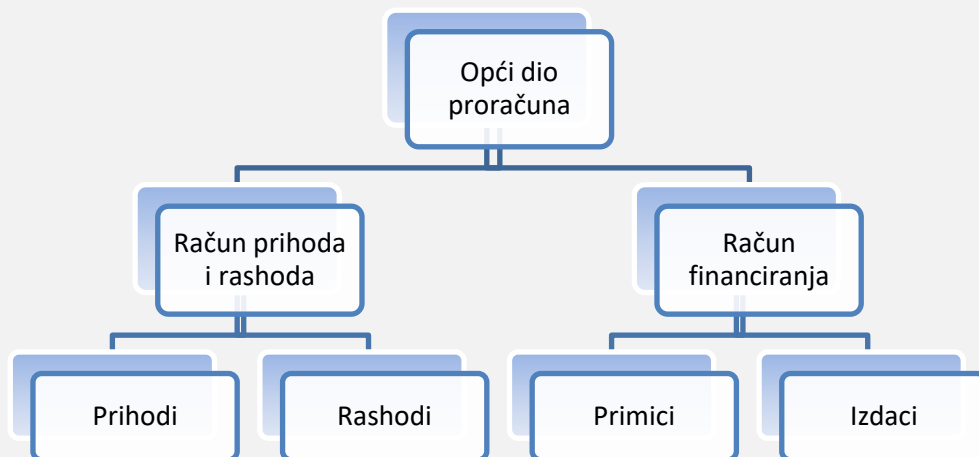 Opći dio
proračuna
Račun prihoda
i rashoda
Račun
financiranja
Prihodi
Rashodi
Primici
Izdaci